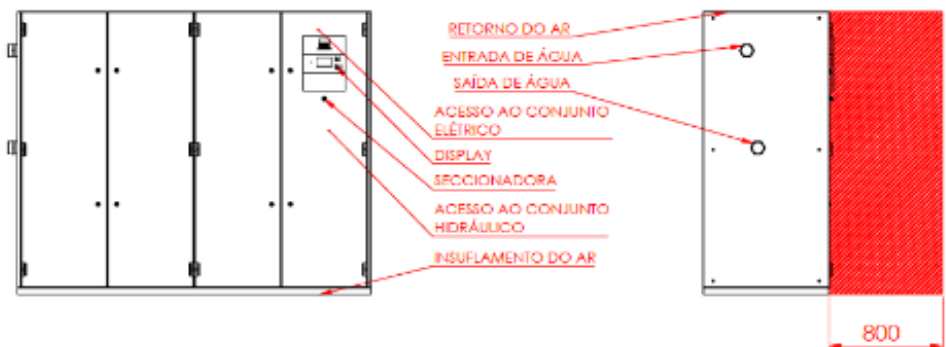 RETORNO DO AR
ENTRADA DE ÁGUA
SAÍDA DE ÁGUA
ACESSO AO CONJUNTO
ELÉTRICO
DISPLAY
SECCIONADORA
ACESSO AO CONJUNTO
HIDRÁULICO
INSUFLAMENTO DO AR
800